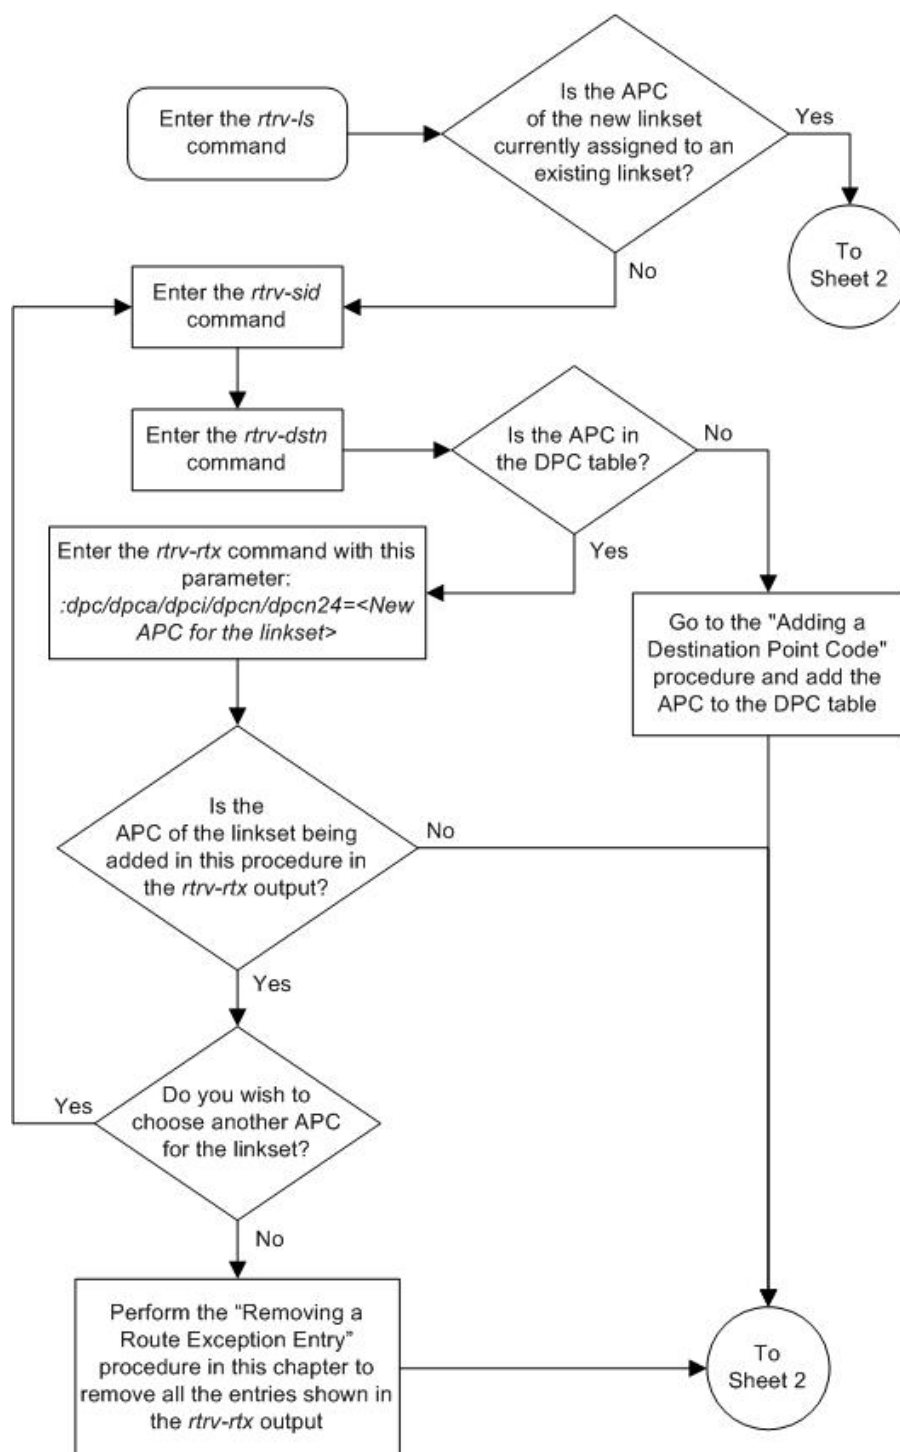 Enter the rtrv-ls
command
Is the APC
of the new linkset
currently assigned to an
existing linkset?
Yes
To
Sheet 2
No
Enter the rtrv-sid
command
Enter the rtrv-dstn
command
Is the APC in
the DPC table?
No
Yes
Enter the rtrv-rtx command with this
parameter:
:dpc/dpca/dpci/dpcn/dpcn24=<New
APC for the linkset>
Go to the "Adding a
Destination Point Code"
procedure and add the
APC to the DPC table
Is the
APC of the linkset being
added in this procedure in
the rtrv-rtx output?
No
Yes
Do you wish to
choose another APC
for the linkset?
Yes
No
Perform the “Removing a
Route Exception Entry”
procedure in this chapter to
remove all the entries shown in
the rtrv-rtx output
To
Sheet 2